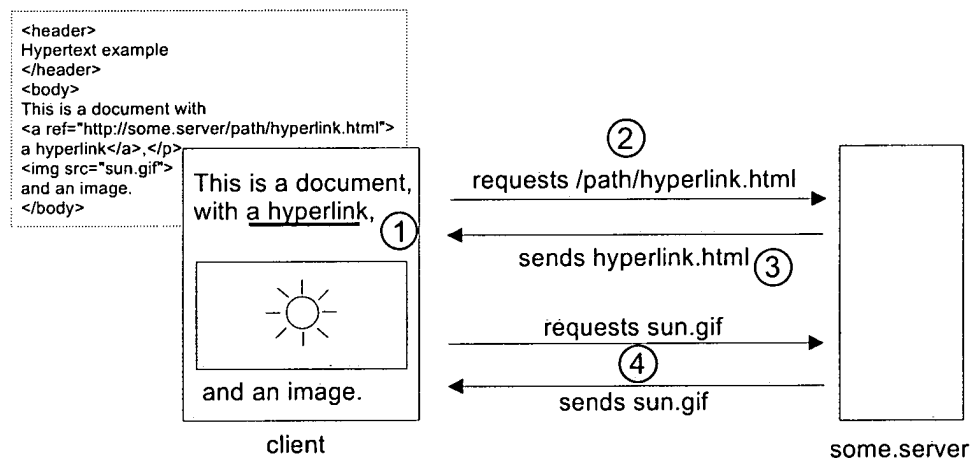 <header>
Hypertext example
</header>
<body>
This is a document with
<a ref="http://some.server/path/hyperlink.html">
a hyperlink</a>,</p>
<img src="sun.gif">
and an image.
</body>
This is a document,
with a hyperlink,
1
and an image.
client
2
requests /path/hyperlink.html
sends hyperlink.html
3
requests sun.gif
4
sends sun.gif
some.server